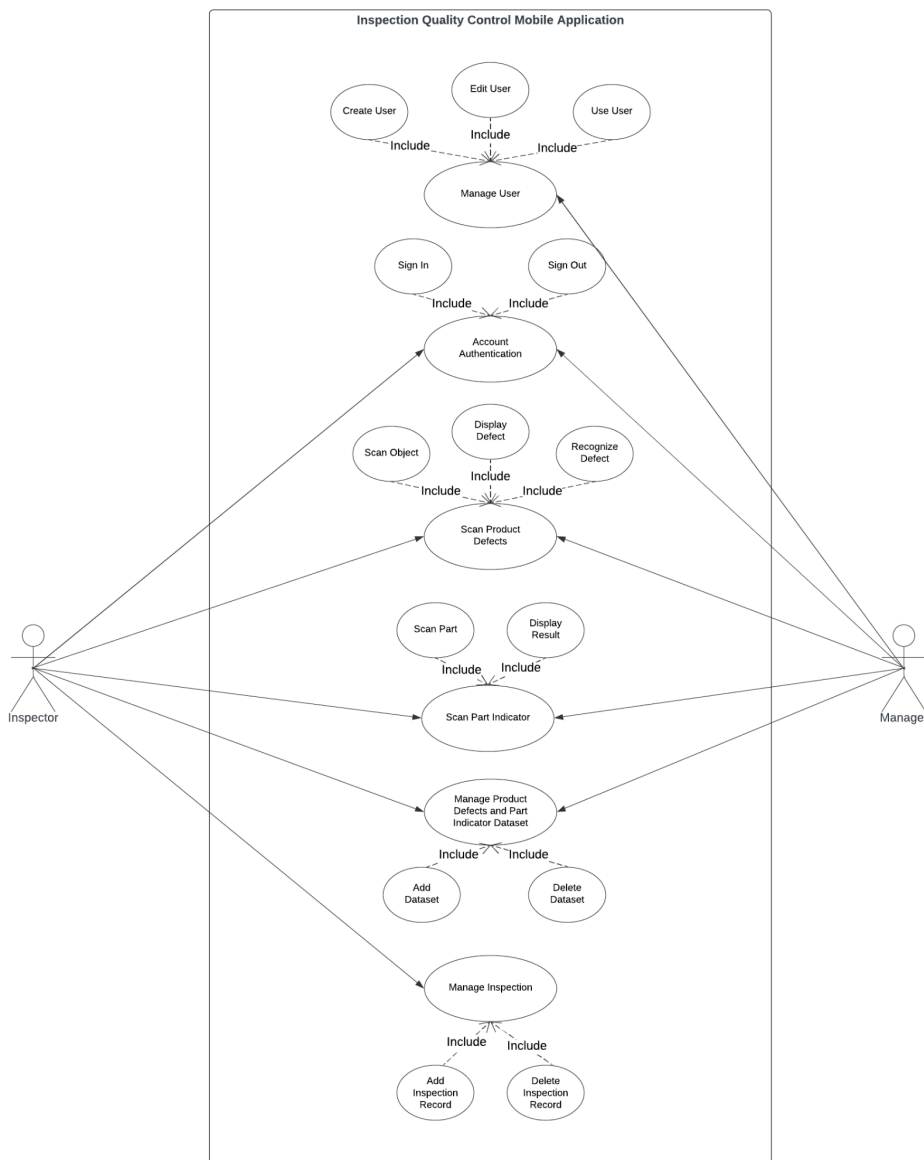 Inspection Quality Control Mobile Application
Edit User
Create User
Use User
Include
Include
Include
Manage User
Sign In
Sign Out
Include
Include
Account
Authentication
Display
Defect
Scan Object
Recognize
Defect
Include
Include
Include
Scan Product
Defects
Scan Part
Display
Result
Include
Include
Scan Part Indicator
Inspector
Manage
Manage Product
Defects and Part
Indicator Dataset
Include
Include
Add
Dataset
Delete
Dataset
Manage Inspection
Include
Include
Add
Inspection
Record
Delete
Inspection
Record